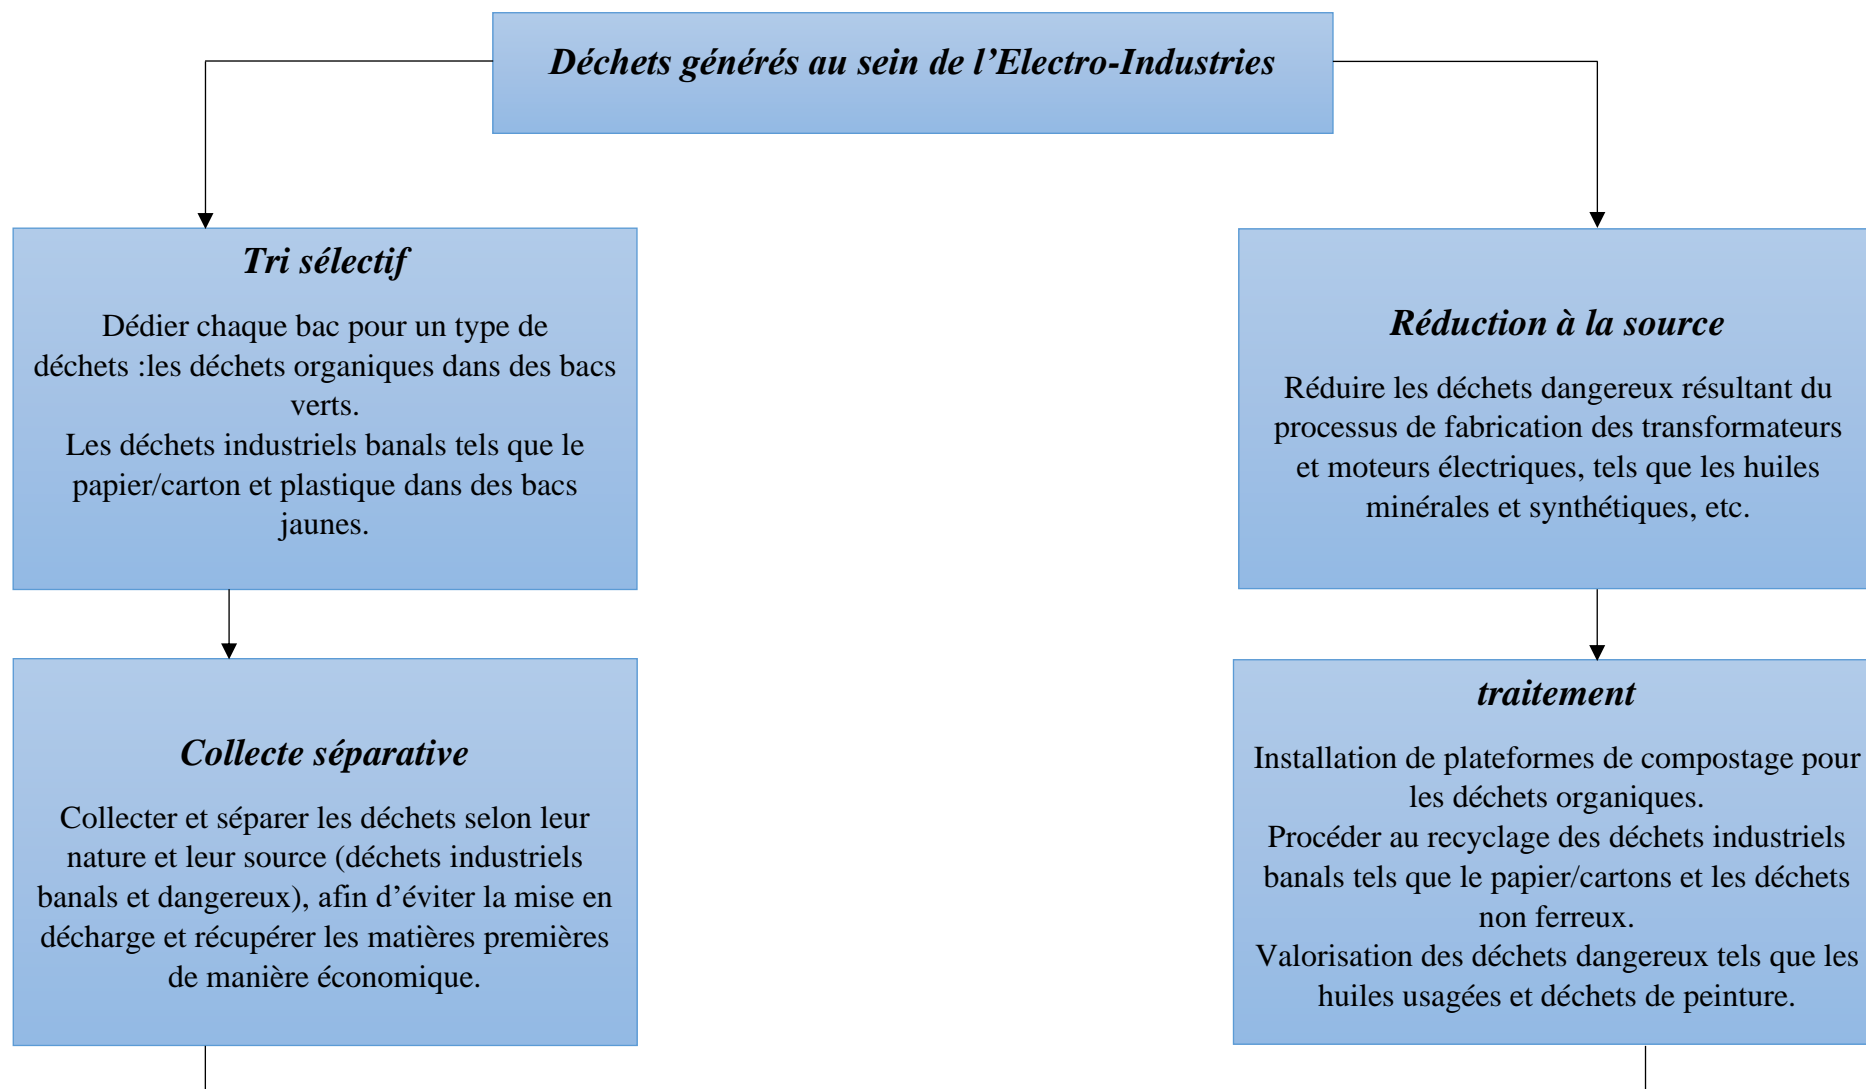 Déchets générés au sein de l’Electro-Industries
Tri sélectif
Dédier chaque bac pour un type de
déchets :les déchets organiques dans des bacs
verts.
Les déchets industriels banals tels que le
papier/carton et plastique dans des bacs
jaunes.
Réduction à la source
Réduire les déchets dangereux résultant du
processus de fabrication des transformateurs
et moteurs électriques, tels que les huiles
minérales et synthétiques, etc.
Collecte séparative
Collecter et séparer les déchets selon leur
nature et leur source (déchets industriels
banals et dangereux), afin d’éviter la mise en
décharge et récupérer les matières premières
de manière économique.
traitement
Installation de plateformes de compostage pour
les déchets organiques.
Procéder au recyclage des déchets industriels
banals tels que le papier/cartons et les déchets
non ferreux.
Valorisation des déchets dangereux tels que les
huiles usagées et déchets de peinture.